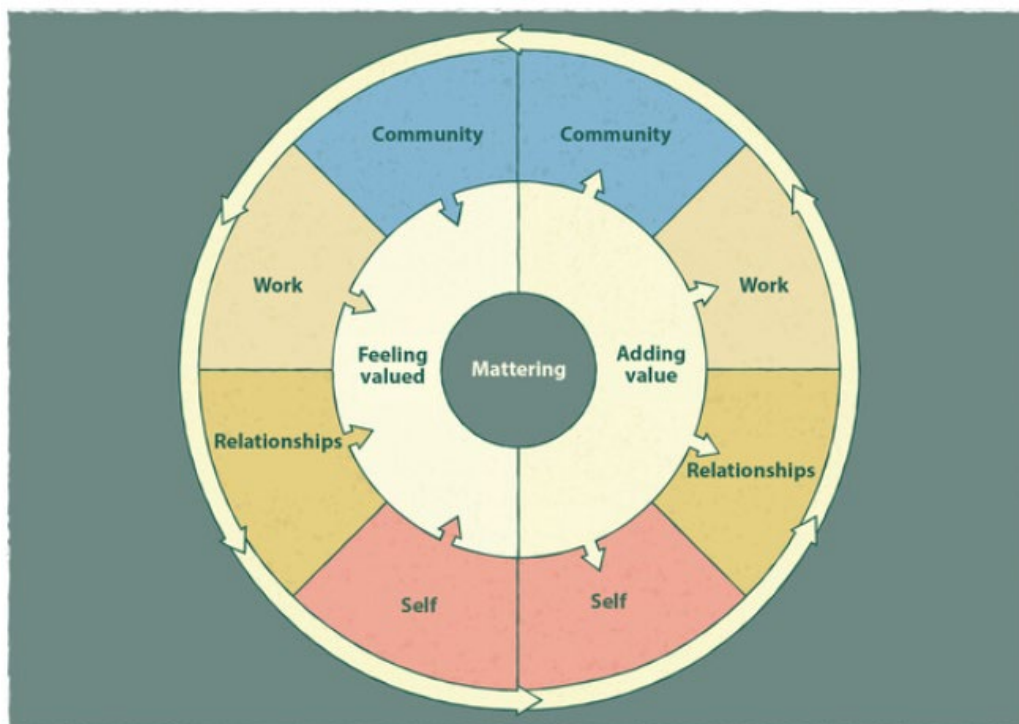 Community
Community
Work
Work
Feeling
valued
Mattering
Adding
value
Relationships
Relationships
Self
Self